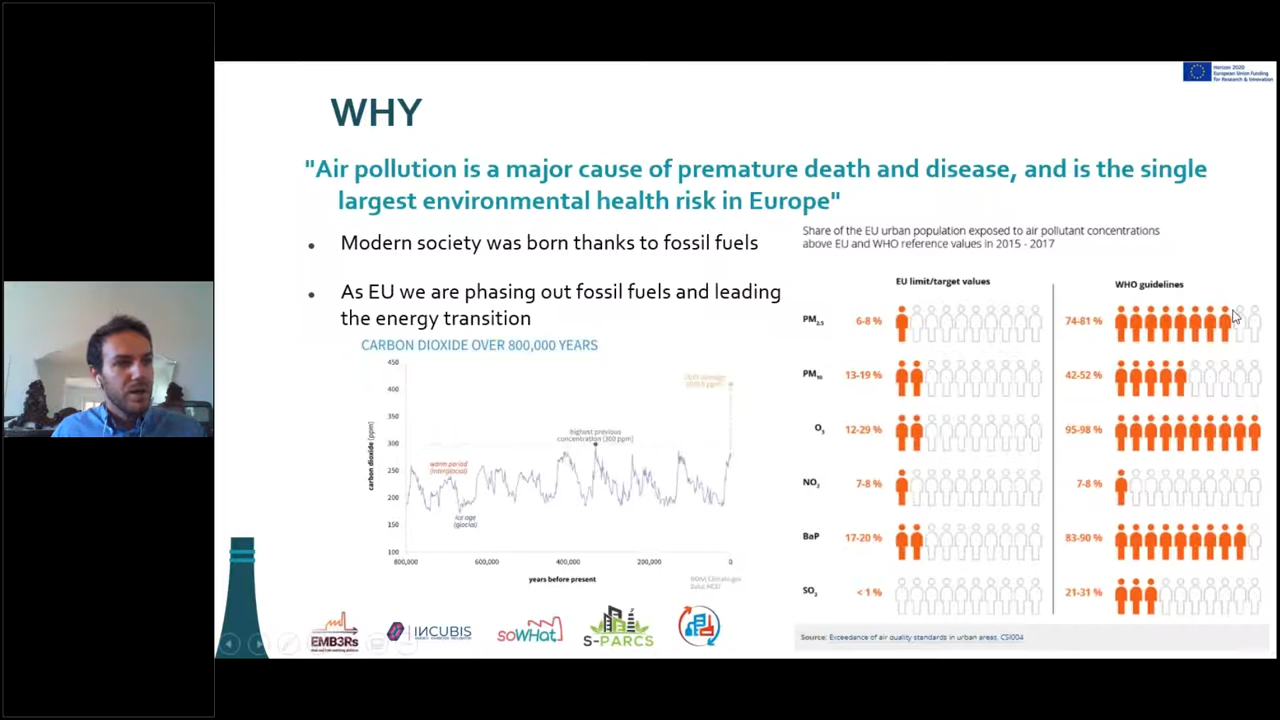 Horizon 2020
European Union Funding
for Research & Innovation
WHY
"Air pollution is a major cause of premature death and disease, and is the single
largest environmental health risk in Europe"
• Modern society was born thanks to fossil fuels
• As EU we are phasing out fossil fuels and leading
the energy transition
CARBON DIOXIDE OVER 800,000 YEARS
carbon dioxide (ppm)
450
400
350
300
250
200
150
100
highest previous
concentration (300 ppm)
warm period
(interglacial)
ice age
(glacial)
800,000
600,000
400,000
200,000
0
years before present
Share of the EU urban population exposed to air pollutant concentrations
above EU and WHO reference values in 2015 - 2017
EU limit/target values
WHO guidelines
PM2.5 6-8 % 74-81 %
PM10 13-19 % 42-52 %
O3 12-29 % 95-98 %
NO2 7-8 % 7-8 %
BaP 17-20 % 83-90 %
SO2 < 1 % 21-31 %
Source: Exceedance of air quality standards in urban areas, CSI004
EMB3Rs
INCUBIS
soWHat
S-PARCS